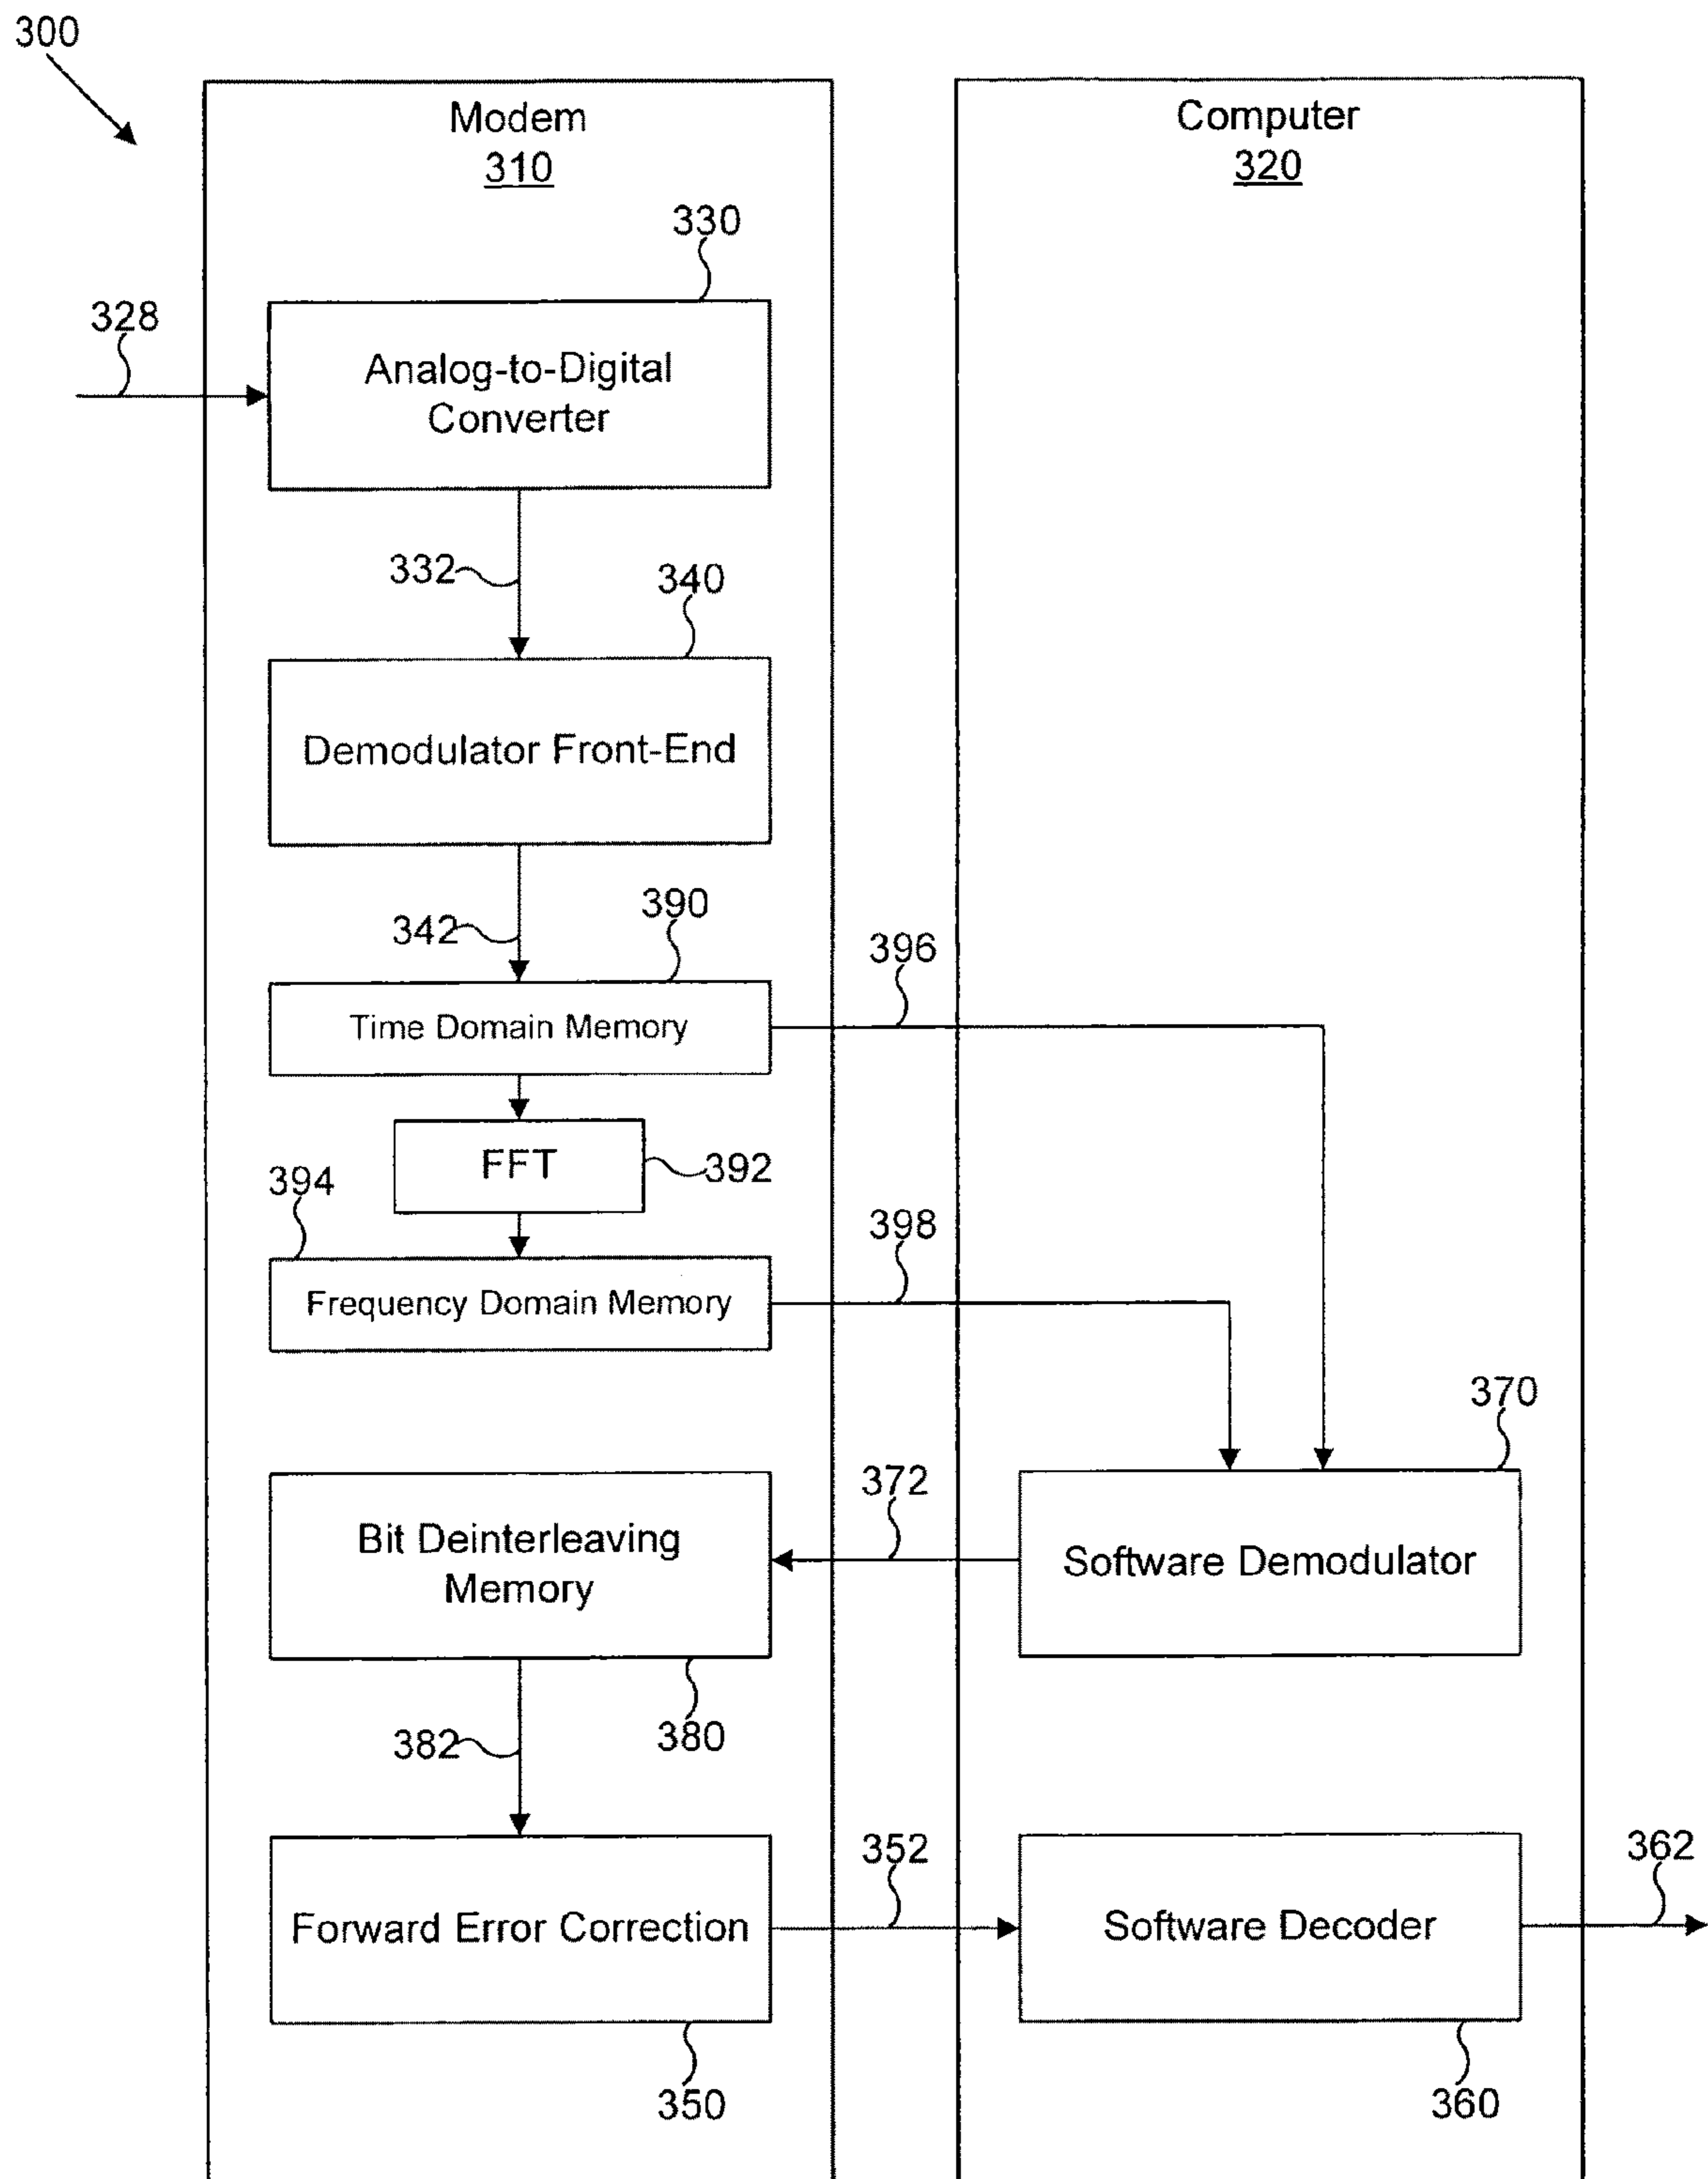 300
Modem
310
Computer
320
330
328
Analog-to-Digital
Converter
332
340
Demodulator Front-End
342
390
396
Time Domain Memory
FFT
392
394
398
Frequency Domain Memory
370
372
Bit Deinterleaving
Memory
Software Demodulator
380
382
352
362
Forward Error Correction
Software Decoder
350
360